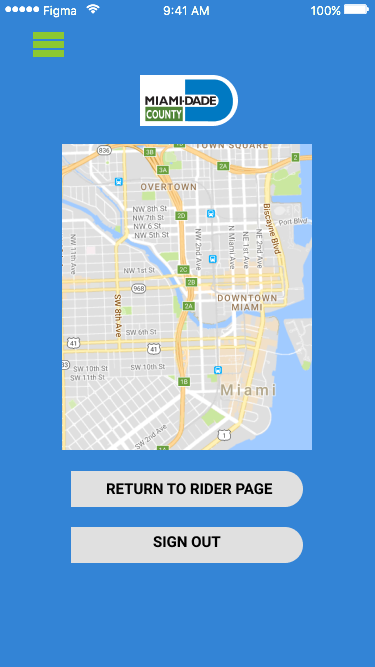 Figma 9:41 AM 100%
MIAMI-DADE
COUNTY
836
3B
TOWN SQUARE
3A
2A
2
OVERTOWN
NW 8th St
NW 7th St
NW 6 St
NW 5th St
2D
Biscayne Blvd
Port Blvd
NW 11th Ave
NW 2nd Ave
N Miami Ave
NE 1st Ave
NE 2nd Ave
NW 1st St
2C
2B
968
SW 8th Ave
2A
DOWNTOWN
MIAMI
SW 6th St
41
41
SW 10th St
SW 10th St
SW 11th St
1B
Miami
SW 2nd Ave
1
1A
RETURN TO RIDER PAGE
SIGN OUT